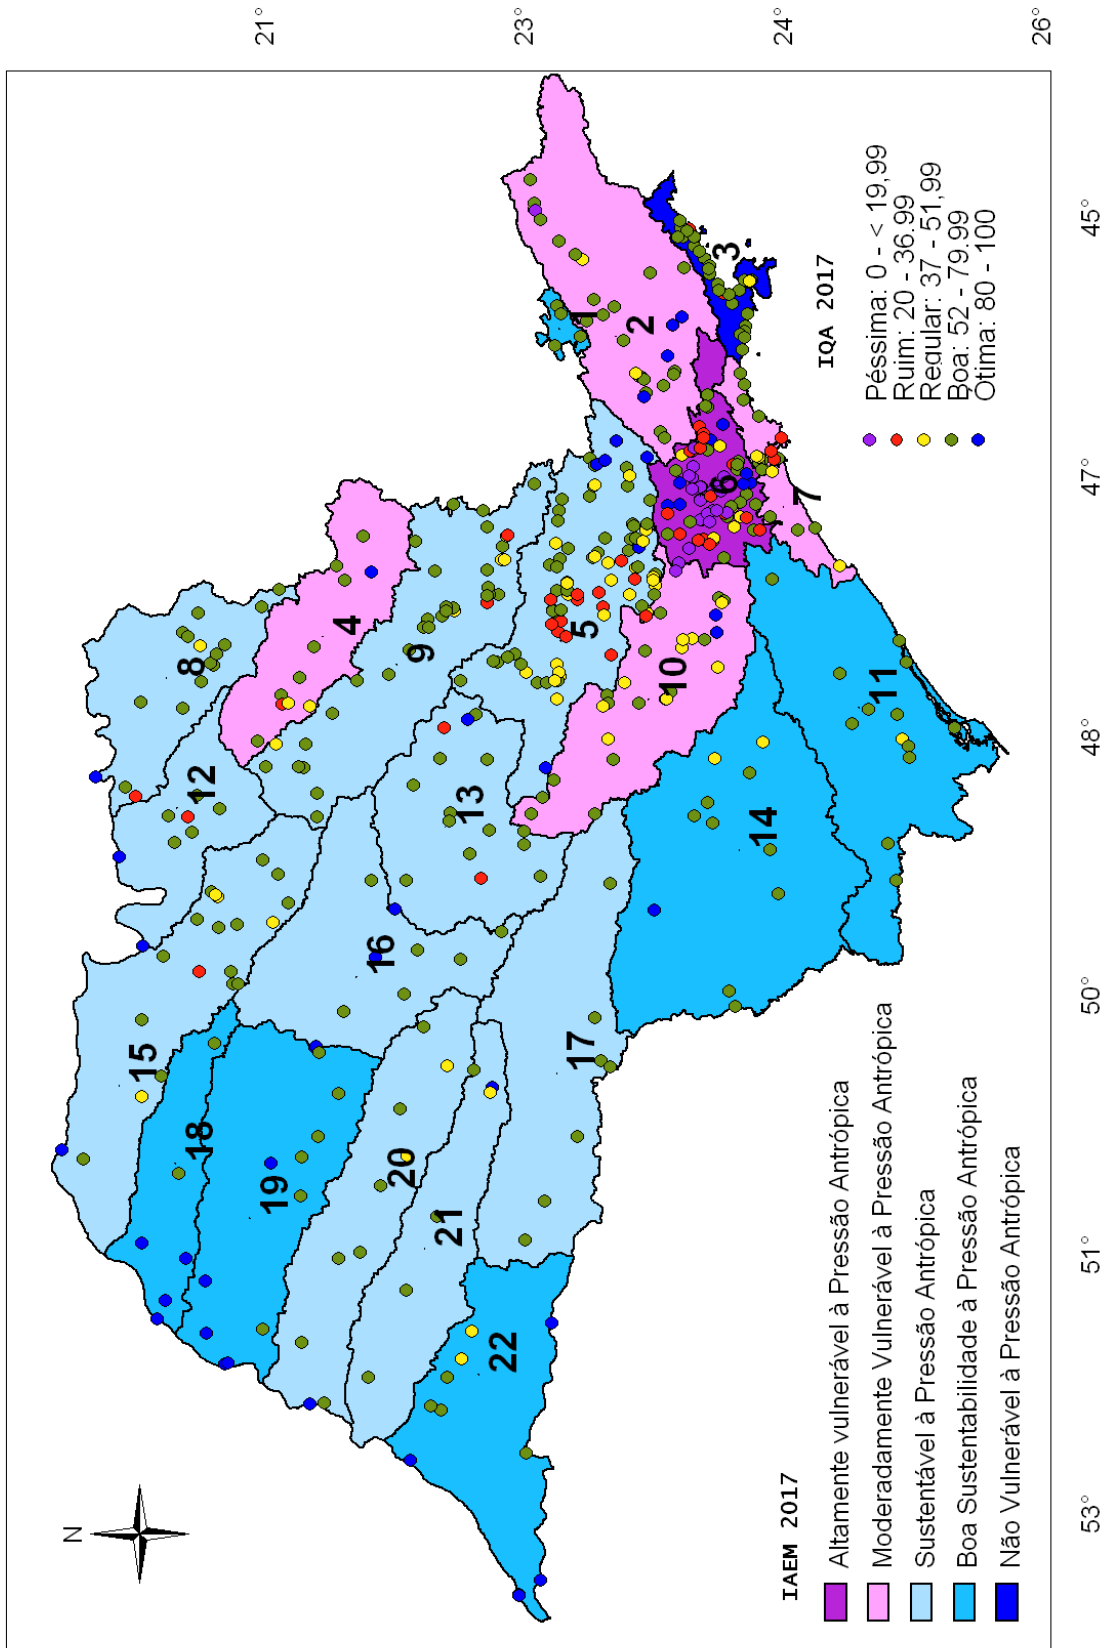 N
21°
23°
24°
26°
45°
47°
48°
50°
51°
53°
1
2
3
4
5
6
7
8
9
10
11
12
13
14
15
16
17
18
19
20
21
22
IAEM 2017
Altamente vulnerável à Pressão Antrópica
Moderadamente Vulnerável à Pressão Antrópica
Sustentável à Pressão Antrópica
Boa Sustentabilidade à Pressão Antrópica
Não Vulnerável à Pressão Antrópica
IQA 2017
Péssima: 0 - < 19,99
Ruim: 20 - 36.99
Regular: 37 - 51,99
Boa: 52 - 79.99
Otima: 80 - 100